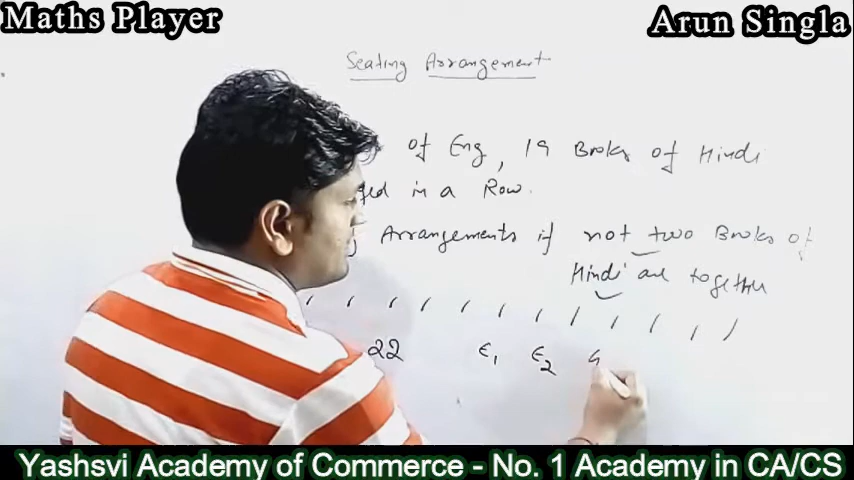 Maths Player
Arun Singla
Seating Arrangement
of Eng, 19 Books of Hindi
ged in a Row.
Arrangements if not two Books of
Hindi are together
22 E1 E2
Yashsvi Academy of Commerce - No. 1 Academy in CA/CS